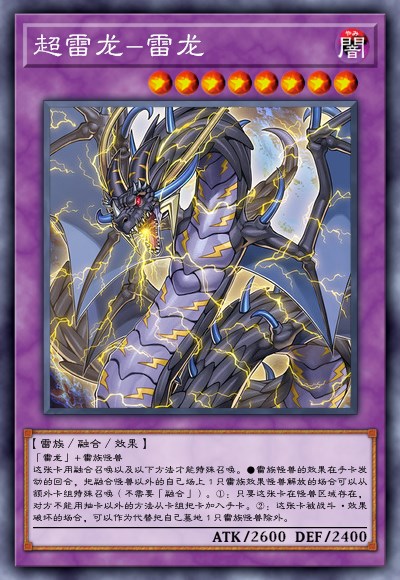 超雷龙-雷龙
やみ
闇
【雷族/融合/效果】
「雷龙」+雷族怪兽
这张卡用融合召唤以及以下方法才能特殊召唤。●雷族怪兽的效果在手卡发
动的回合，把融合怪兽以外的自己场上1只雷族效果怪兽解放的场合可以从
额外卡组特殊召唤（不需要「融合」）。①：只要这张卡在怪兽区域存在，
对方不能用抽卡以外的方法从卡组把卡加入手卡。②：这张卡被战斗·效果
破坏的场合，可以作为代替把自己墓地1只雷族怪兽除外。
ATK/2600 DEF/2400